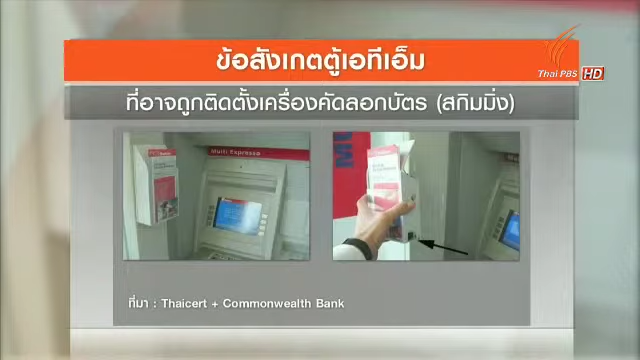 ข้อสังเกตตู้เอทีเอ็ม
Thai PBS HD
ที่อาจถูกติดตั้งเครื่องคัดลอกบัตร (สกิมมิ่ง)
Multi Expresso
ที่มา : Thaicert + Commonwealth Bank